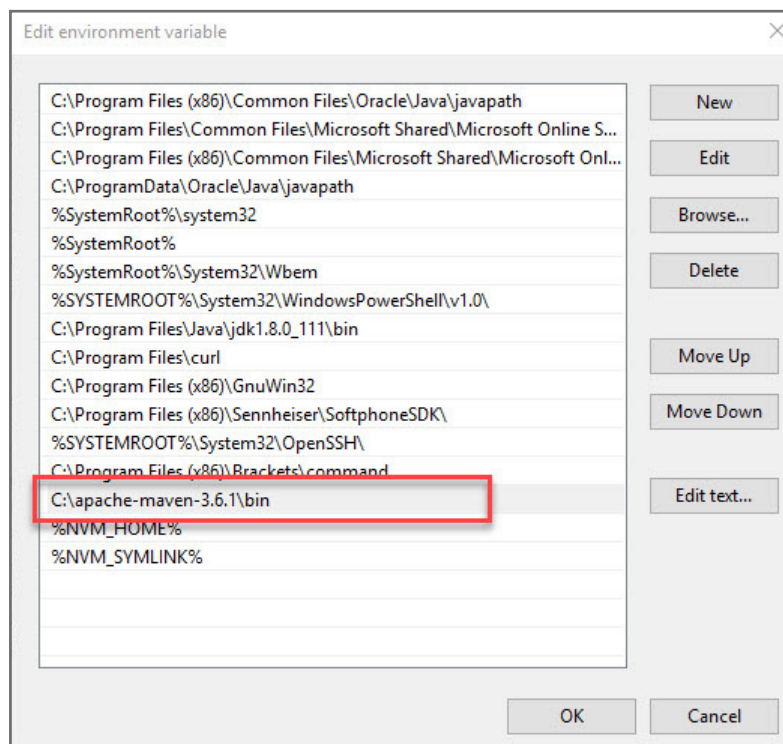 Edit environment variable
C:\Program Files (x86)\Common Files\Oracle\Java\javapath
New
C:\Program Files\Common Files\Microsoft Shared\Microsoft Online S...
C:\Program Files (x86)\Common Files\Microsoft Shared\Microsoft Onl...
Edit
C:\ProgramData\Oracle\Java\javapath
%SystemRoot%\system32
Browse...
%SystemRoot%
%SystemRoot%\System32\Wbem
Delete
%SYSTEMROOT%\System32\WindowsPowerShell\v1.0\
C:\Program Files\Java\jdk1.8.0_111\bin
C:\Program Files\curl
Move Up
C:\Program Files (x86)\GnuWin32
C:\Program Files (x86)\Sennheiser\SoftphoneSDK\
Move Down
%SYSTEMROOT%\System32\OpenSSH\
C:\Program Files (x86)\Brackets\command
C:\apache-maven-3.6.1\bin
Edit text...
%NVM_HOME%
%NVM_SYMLINK%
OK
Cancel